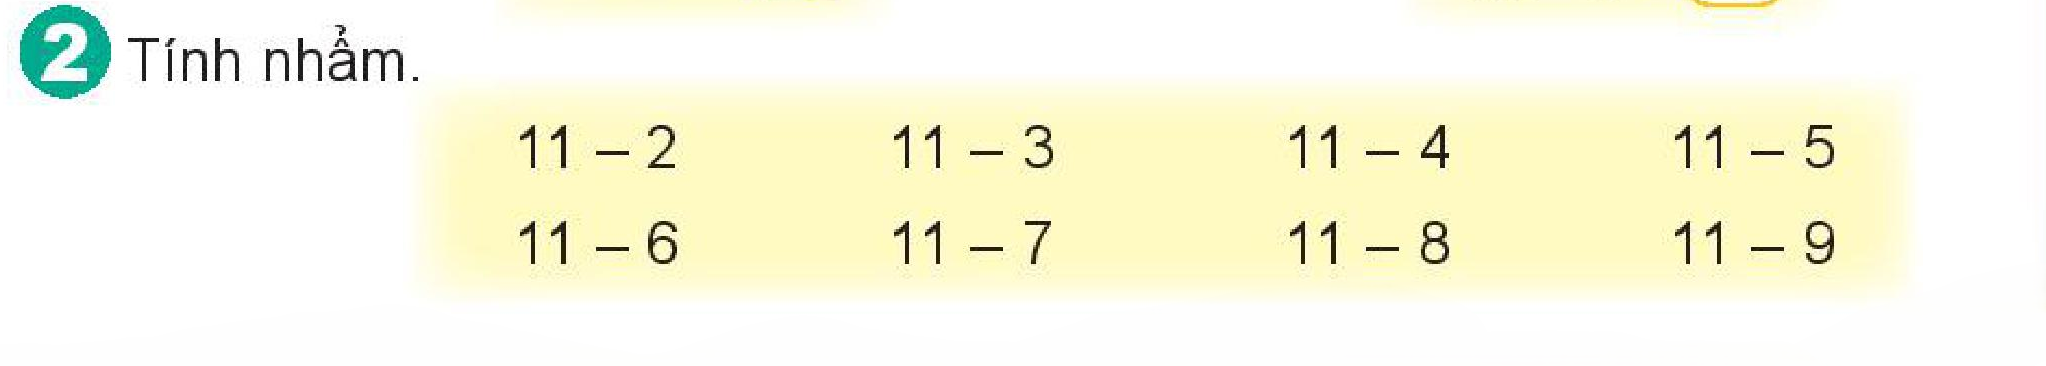 2 Tính nhẩm.
11 – 2 11 – 3 11 – 4 11 – 5
11 – 6 11 – 7 11 – 8 11 – 9